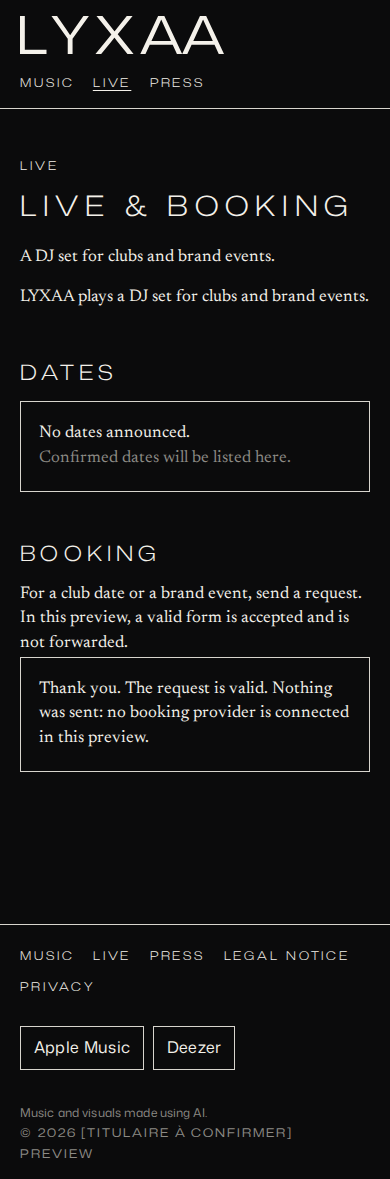 LYXAA
MUSIC LIVE PRESS
LIVE
LIVE & BOOKING
A DJ set for clubs and brand events.
LYXAA plays a DJ set for clubs and brand events.
DATES
No dates announced.
Confirmed dates will be listed here.
BOOKING
For a club date or a brand event, send a request.
In this preview, a valid form is accepted and is
not forwarded.
Thank you. The request is valid. Nothing
was sent: no booking provider is connected
in this preview.
MUSIC LIVE PRESS LEGAL NOTICE
PRIVACY
Apple Music Deezer
Music and visuals made using AI.
© 2026 [TITULAIRE À CONFIRMER]
PREVIEW